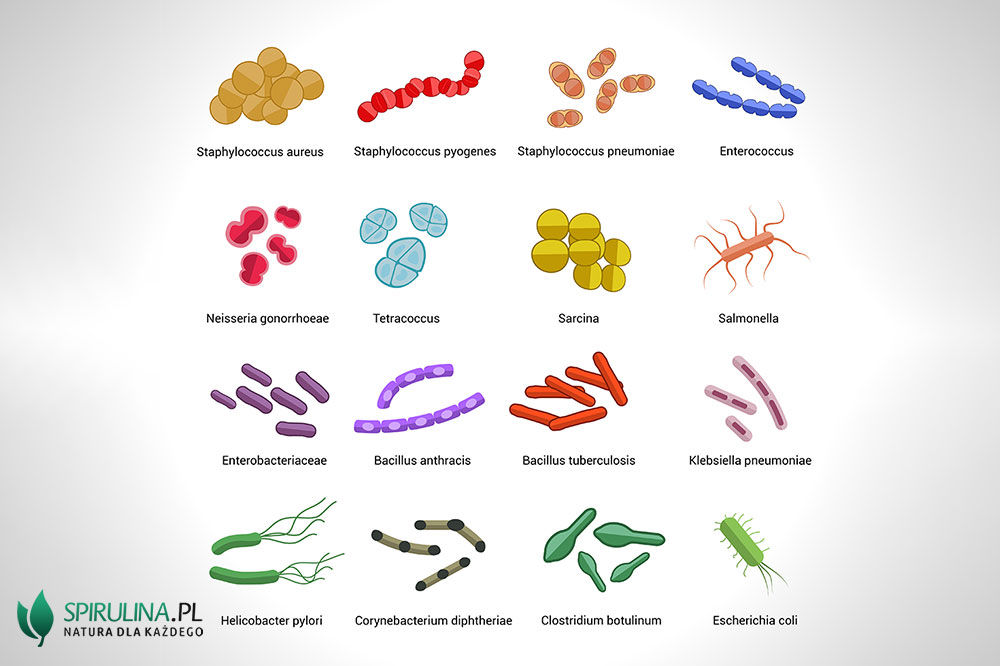 Staphylococcus aureus
Staphylococcus pyogenes
Staphylococcus pneumoniae
Enterococcus
Neisseria gonorrhoeae
Tetracoccus
Sarcina
Salmonella
Enterobacteriaceae
Bacillus anthracis
Bacillus tuberculosis
Klebsiella pneumoniae
Helicobacter pylori
Corynebacterium diphtheriae
Clostridium botulinum
Escherichia coli
SPIRULINA.PL
NATURA DLA KAŻDEGO